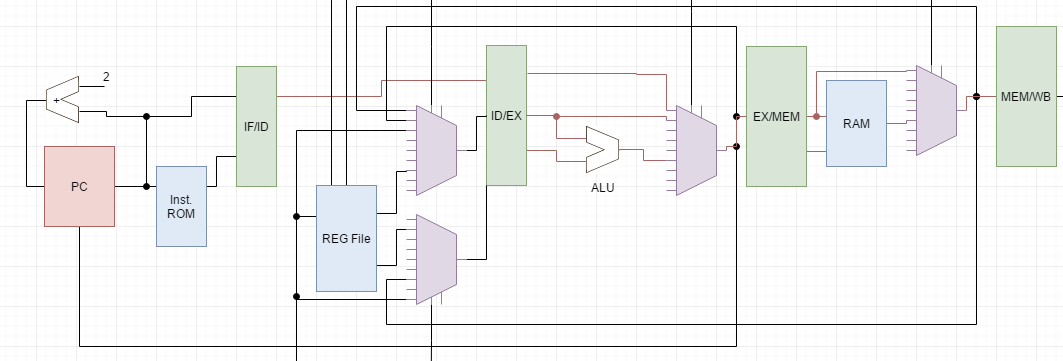 2
+
IF/ID
PC
Inst.
ROM
REG File
ID/EX
ALU
EX/MEM
RAM
MEM/WB